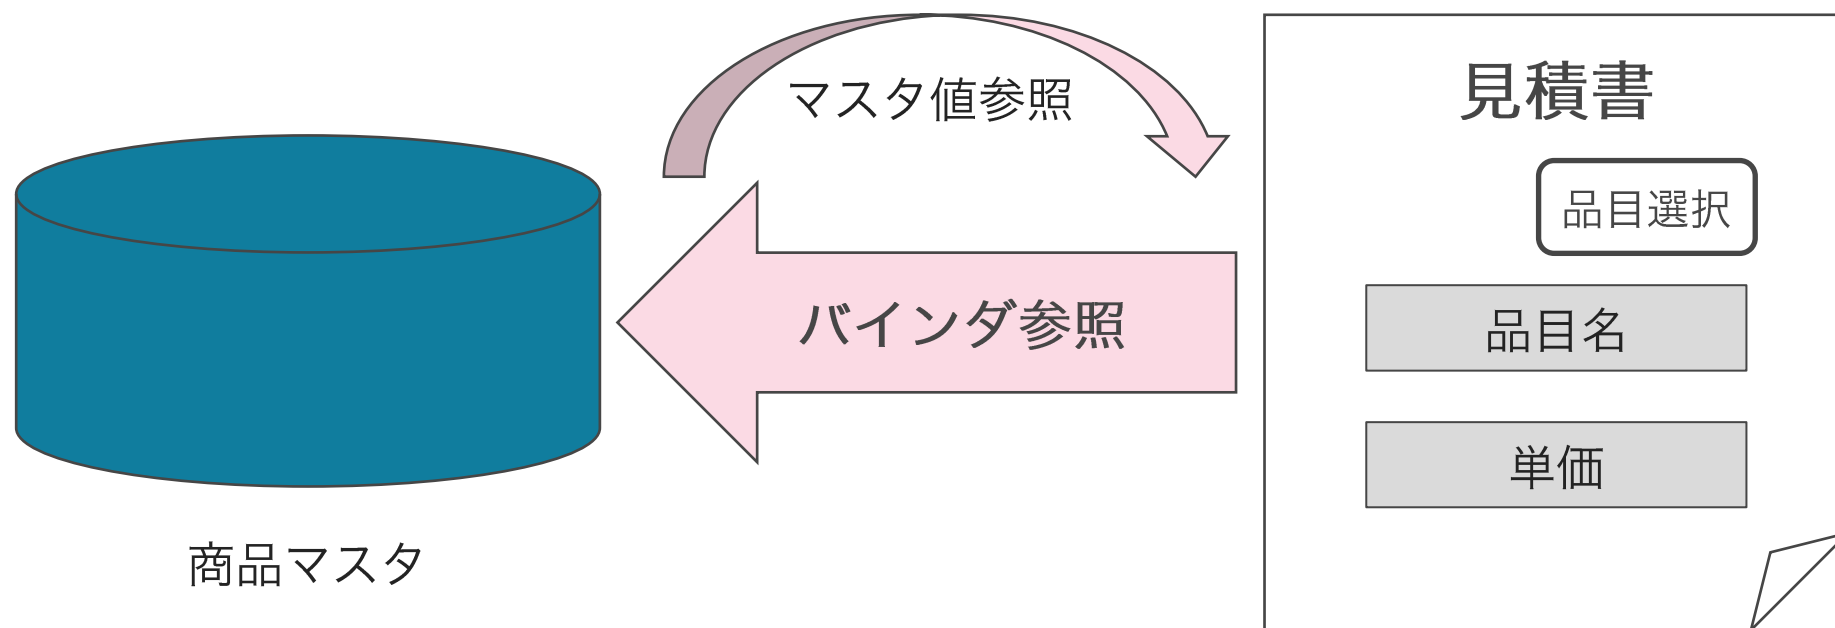 マスタ値参照
見積書
品目選択
バインダ参照
品目名
単価
商品マスタ